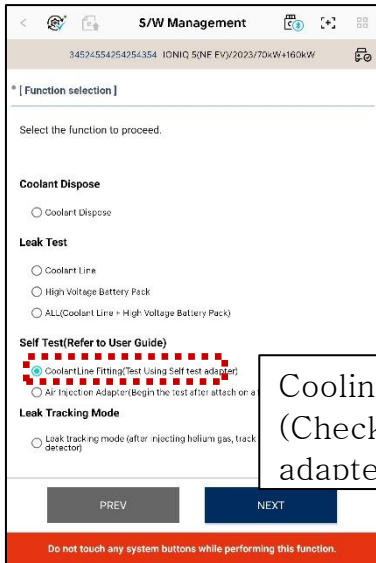 S/W Management
34524554254254354 IONIQ 5(NE EV)/2023/70kW+160kW
* [ Function selection ]
Select the function to proceed.
Coolant Dispose
Coolant Dispose
Leak Test
Coolant Line
High Voltage Battery Pack
ALL(Coolant Line + High Voltage Battery Pack)
Self Test(Refer to User Guide)
CoolantLine Fitting(Test Using Self test adapter)
Air Injection Adapter(Begin the test after attach on a
Leak Tracking Mode
Leak tracking mode (after injecting helium gas, track
detector)
Coolin
(Check
adapte
PREV
NEXT
Do not touch any system buttons while performing this function.